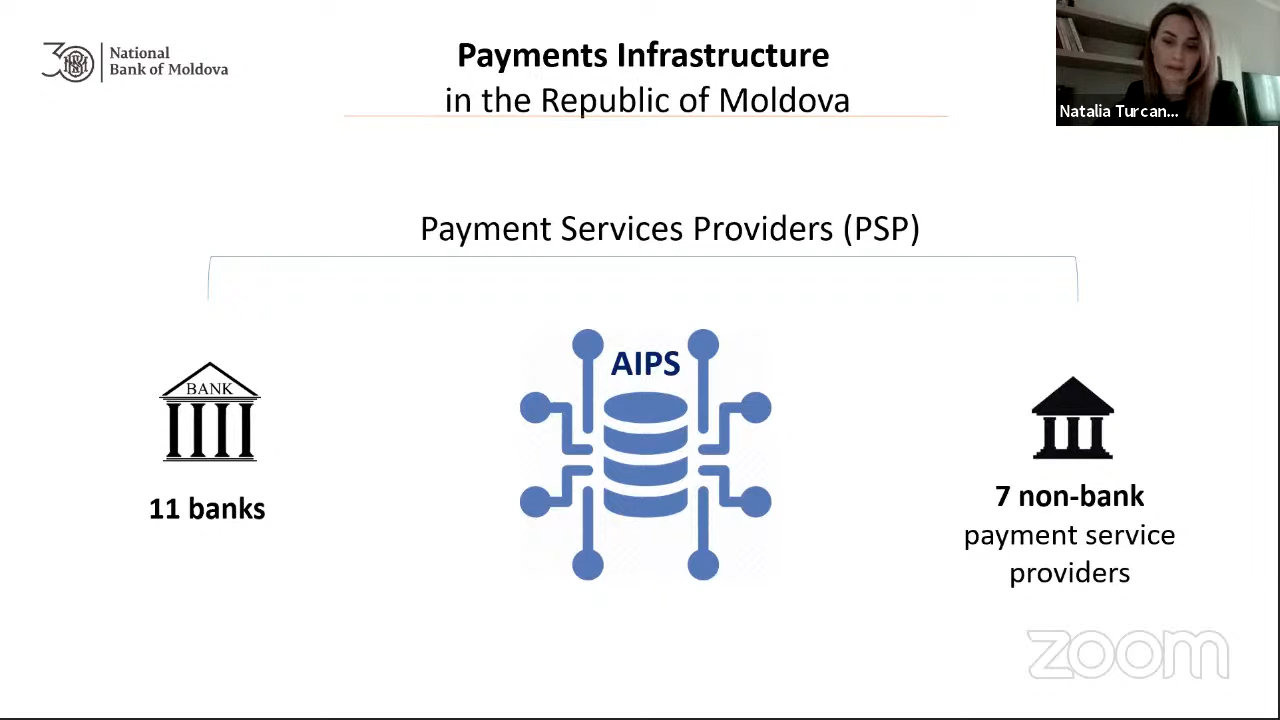 30
National
Bank of Moldova
Payments Infrastructure
in the Republic of Moldova
Natalia Turcan...
Payment Services Providers (PSP)
BANK
AIPS
11 banks
7 non-bank
payment service
providers
zoom